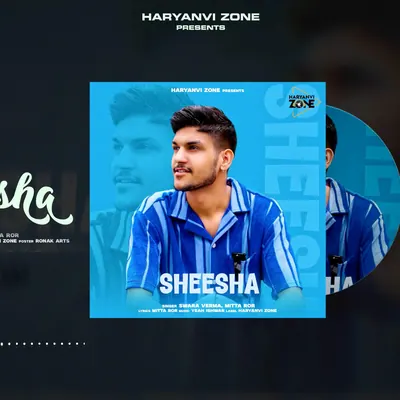 HARYANVI ZONE
PRESENTS
HARYANVI ZONE PRESENTS
HARYANVI
ZONE
SHEESHA
SINGER SWARA VERMA, MITTA ROR
LYRICS MITTA ROR MUSIC YEAH ISHWAR LABEL HARYANVI ZONE
sha
ROR
ZONE POSTER RONAK ARTS